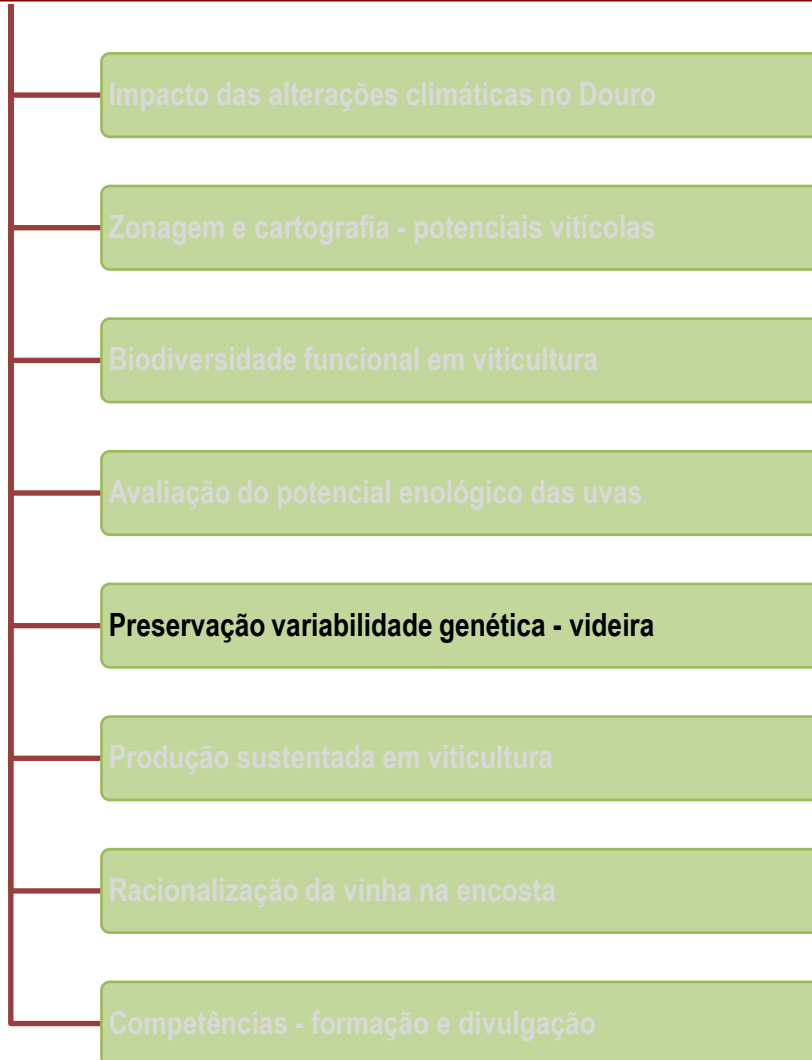 Impacto das alterações climáticas no Douro
Zonagem e cartografia - potenciais vitícolas
Biodiversidade funcional em viticultura
Avaliação do potencial enológico das uvas
Preservação variabilidade genética - videira
Produção sustentada em viticultura
Racionalização da vinha na encosta
Competências - formação e divulgação